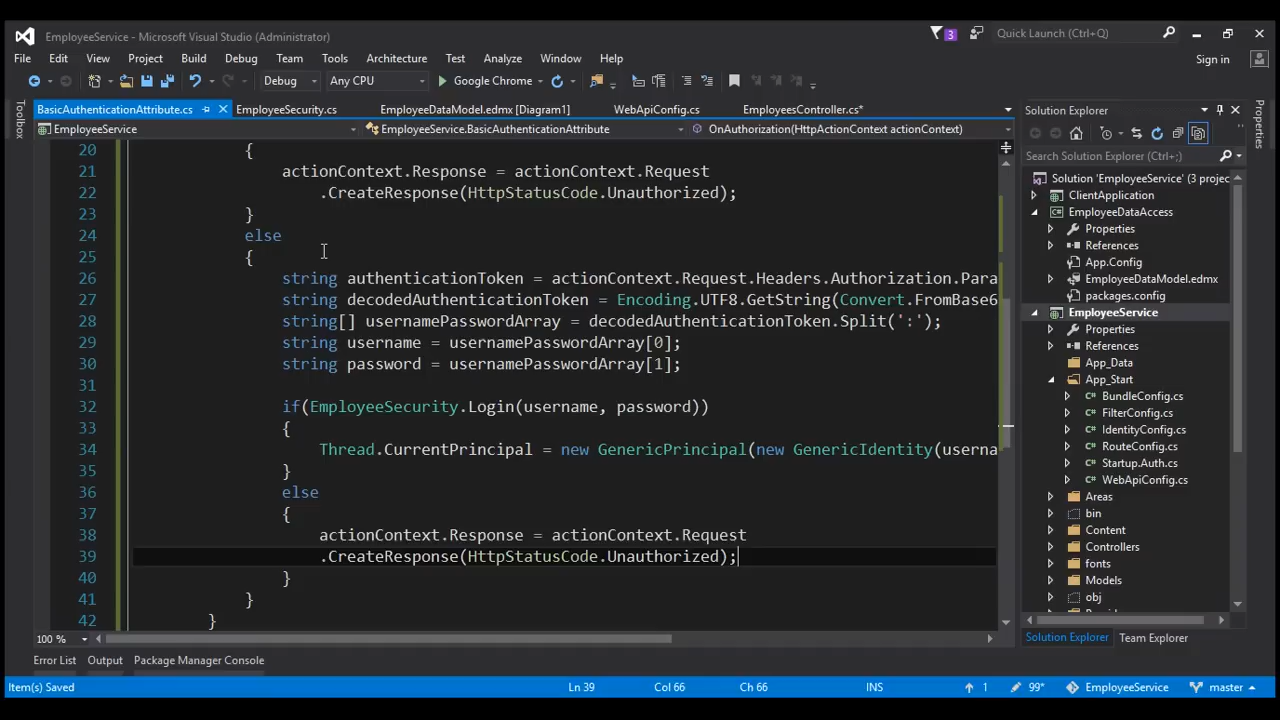 EmployeeService - Microsoft Visual Studio (Administrator)
3
Quick Launch (Ctrl+Q)
File Edit View Project Build Debug Team Tools Architecture Test Analyze Window Help
Sign in
Debug Any CPU Google Chrome
BasicAuthenticationAttribute.cs EmployeeSecurity.cs EmployeeDataModel.edmx [Diagram1] WebApiConfig.cs EmployeesController.cs*
EmployeeService EmployeeService.BasicAuthenticationAttribute OnAuthorization(HttpActionContext actionContext)
Toolbox
20 {
21 actionContext.Response = actionContext.Request
22 .CreateResponse(HttpStatusCode.Unauthorized);
23 }
24 else
25 {
26 string authenticationToken = actionContext.Request.Headers.Authorization.Para
27 string decodedAuthenticationToken = Encoding.UTF8.GetString(Convert.FromBase6
28 string[] usernamePasswordArray = decodedAuthenticationToken.Split(':');
29 string username = usernamePasswordArray[0];
30 string password = usernamePasswordArray[1];
31
32 if(EmployeeSecurity.Login(username, password))
33 {
34 Thread.CurrentPrincipal = new GenericPrincipal(new GenericIdentity(userna
35 }
36 else
37 {
38 actionContext.Response = actionContext.Request
39 .CreateResponse(HttpStatusCode.Unauthorized);
40 }
41 }
42 }
100 %
Solution Explorer
Search Solution Explorer (Ctrl+;)
Solution 'EmployeeService' (3 projec
ClientApplication
EmployeeDataAccess
Properties
References
App.Config
EmployeeDataModel.edmx
packages.config
EmployeeService
Properties
References
App_Data
App_Start
BundleConfig.cs
FilterConfig.cs
IdentityConfig.cs
RouteConfig.cs
Startup.Auth.cs
WebApiConfig.cs
Areas
bin
Content
Controllers
fonts
Models
obj
Solution Explorer Team Explorer
Properties
Error List Output Package Manager Console
Item(s) Saved Ln 39 Col 66 Ch 66 INS 1 99* EmployeeService master